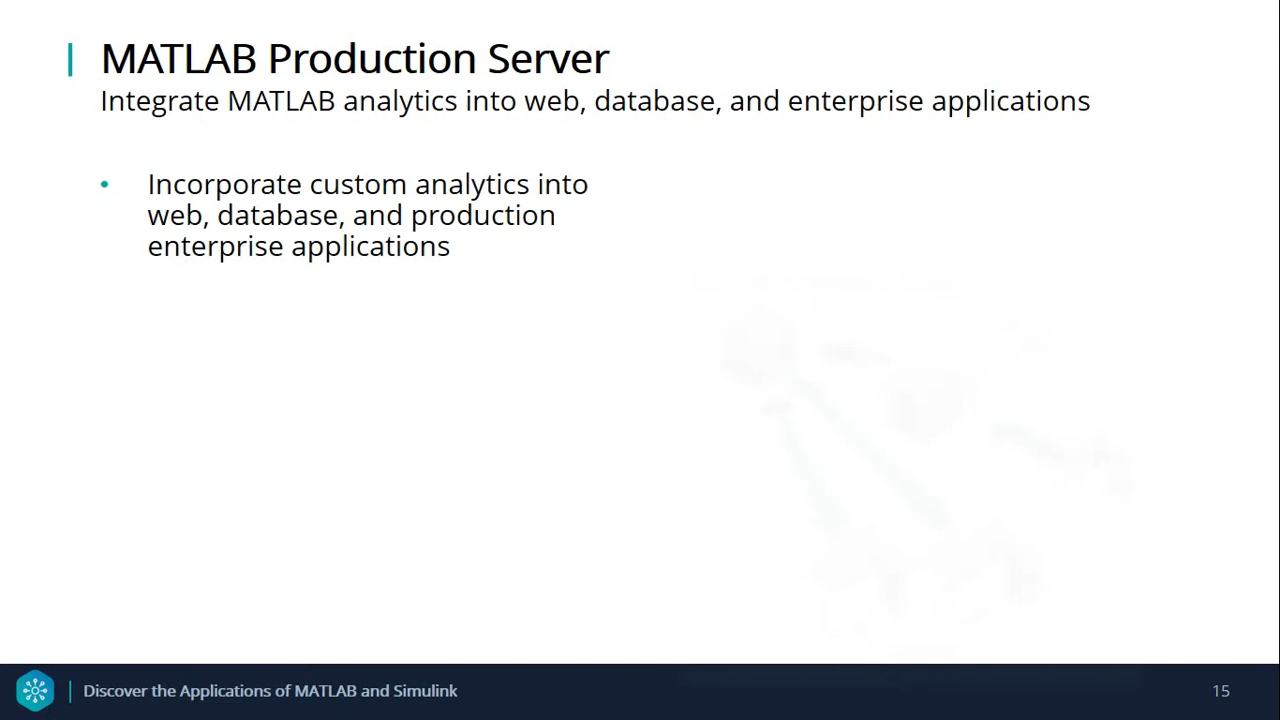 MATLAB Production Server
Integrate MATLAB analytics into web, database, and enterprise applications
• Incorporate custom analytics into
web, database, and production
enterprise applications
Discover the Applications of MATLAB and Simulink
15